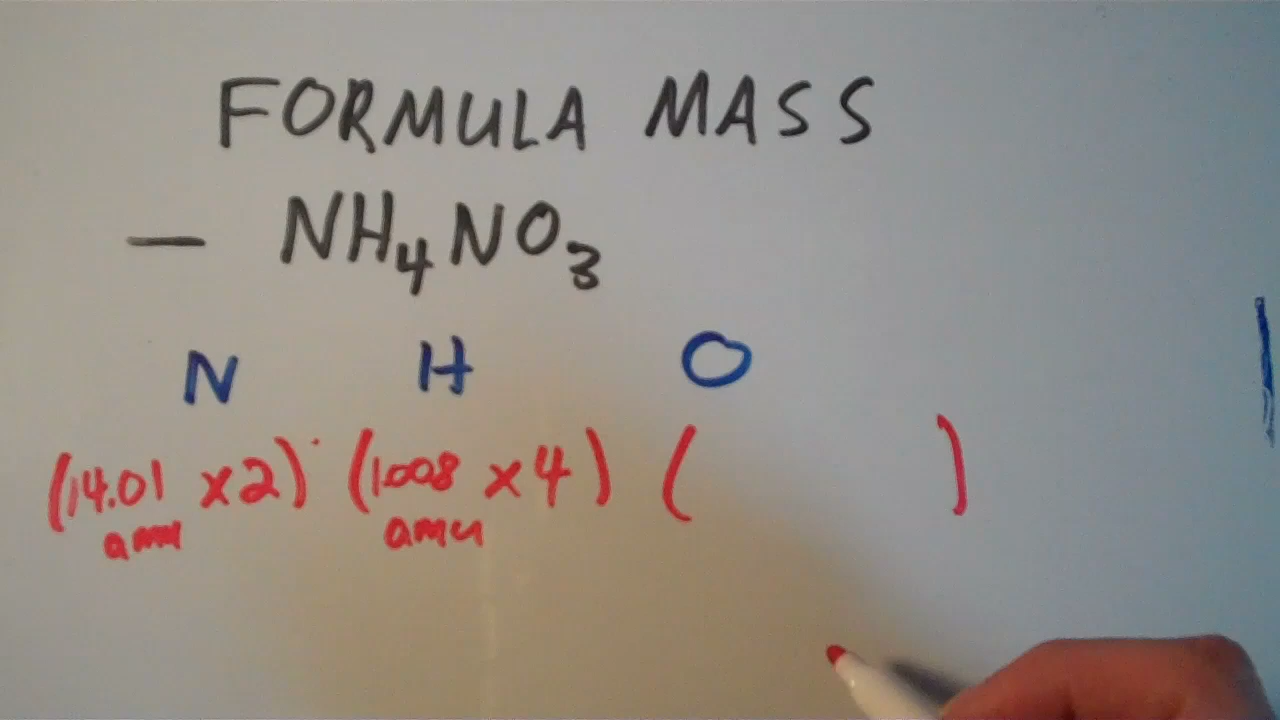 FORMULA MASS
— NH₄NO₃
N H O
(14.01 x2) (1.008 x4) ( )
amu amu